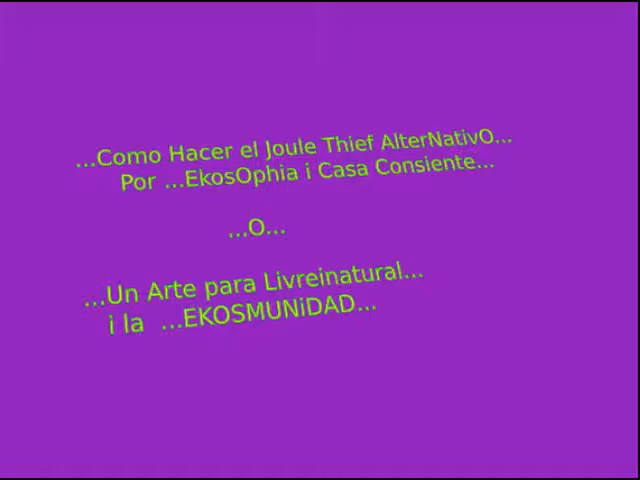 ...Como Hacer el Joule Thief AlterNativO...
Por ...EkosOphia i Casa Consiente...
...O...
...Un Arte para Livreinatural...
i la ...EKOSMUNiDAD...